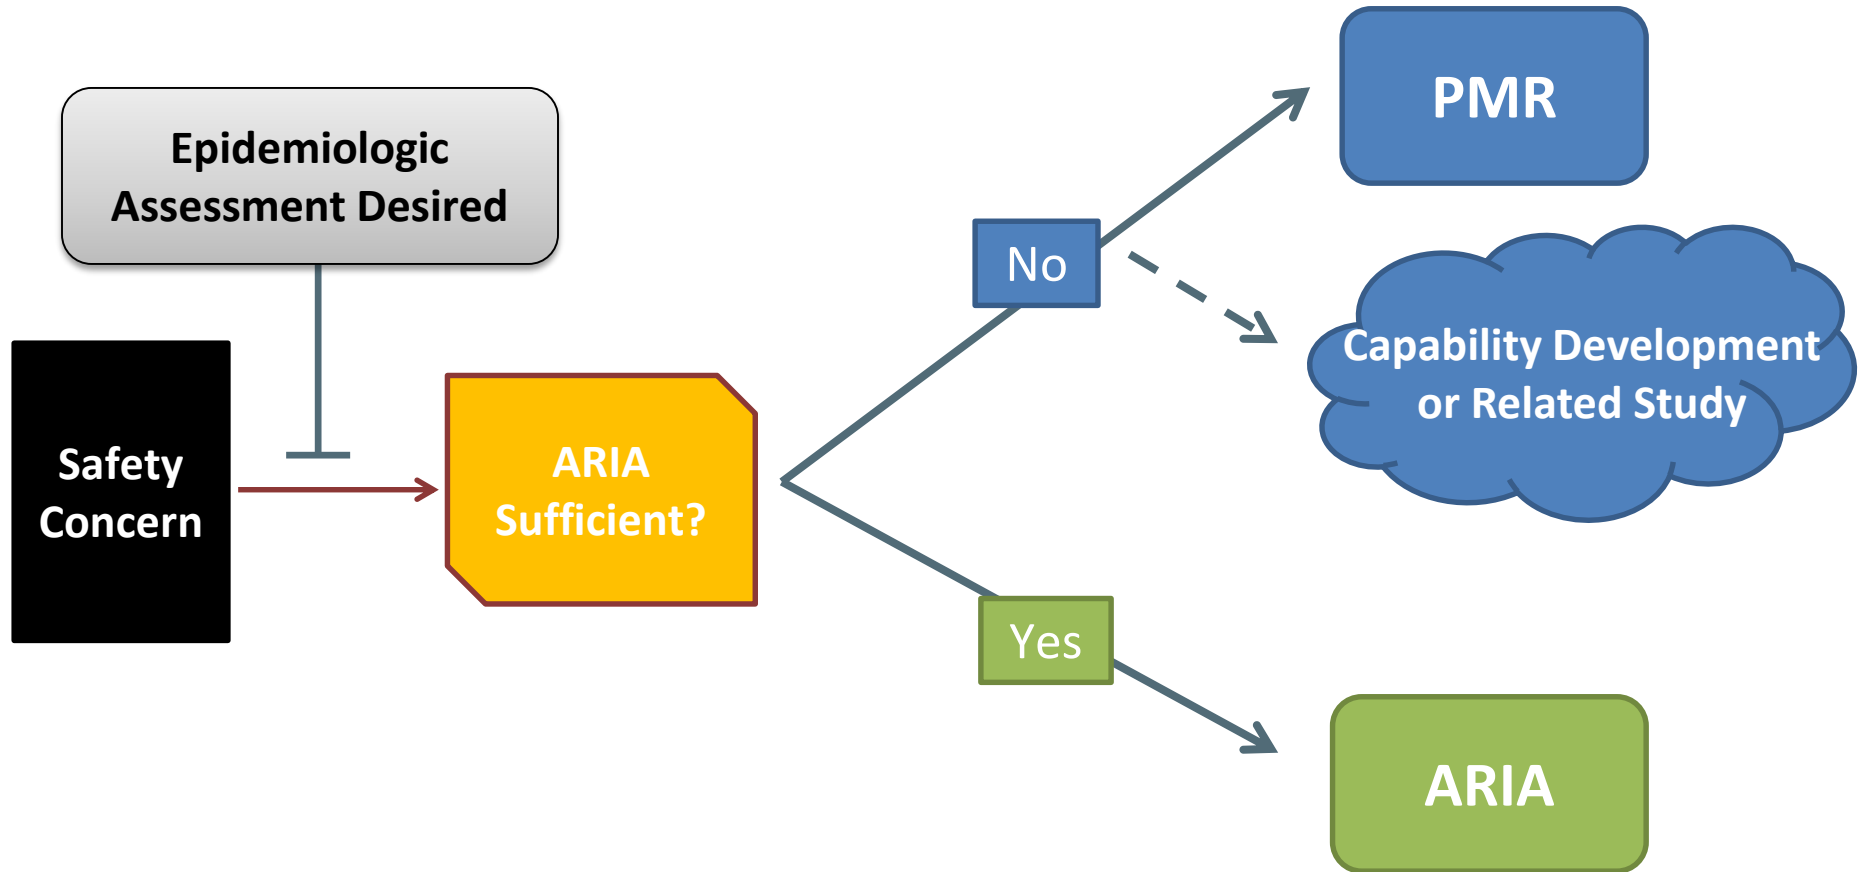 Epidemiologic
Assessment Desired
Safety
Concern
ARIA
Sufficient?
No
Yes
PMR
Capability Development
or Related Study
ARIA